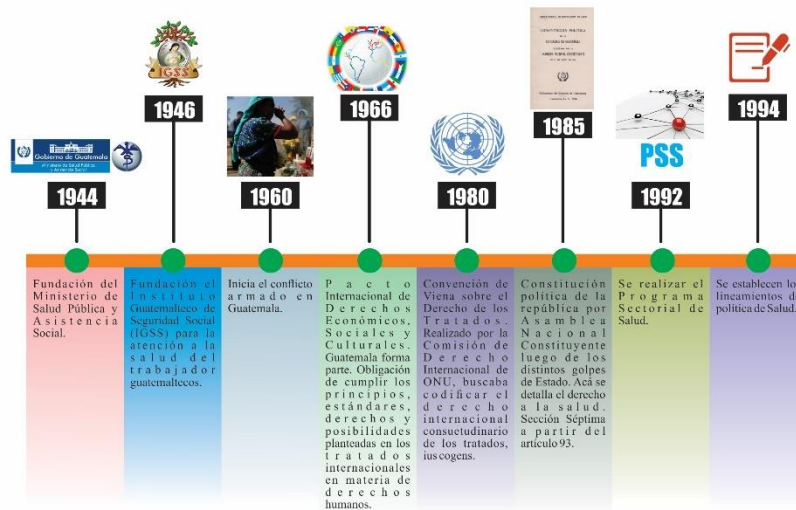 1944
Gobierno de Guatemala
Fundación del
Ministerio de
Salud Pública y
Asistencia
Social.
IGSS
1946
Fundación el
Instituto
Guatemalteco de
Seguridad Social
(IGSS) para la
atención a la
salud del
trabajador
guatemaltecos.
1960
Inicia el conflicto
armado en
Guatemala.
1966
Pacto
Internacional de
Derechos
Económicos,
Sociales y
Culturales.
Guatemala forma
parte. Obligación
de cumplir los
principios,
estándares,
derechos y
posibilidades
planteadas en los
tratados
internacionales
en materia de
derechos
humanos.
1980
Convención de
Viena sobre el
Derecho de los
Tratados.
Realizado por la
Comisión de
Derecho
Internacional de
ONU, buscaba
codificar el
derecho
internacional
consuetudinario
de los tratados,
ius cogens.
1985
Constitución
política de la
república por
Asamblea
Nacional
Constituyente
luego de los
distintos golpes
de Estado. Acá se
detalla el derecho
a la salud.
Sección Séptima
a partir del
artículo 93.
PSS
1992
Se realizar el
Programa
Sectorial de
Salud.
1994
Se establecen lo
lineamientos de
política de Salud.